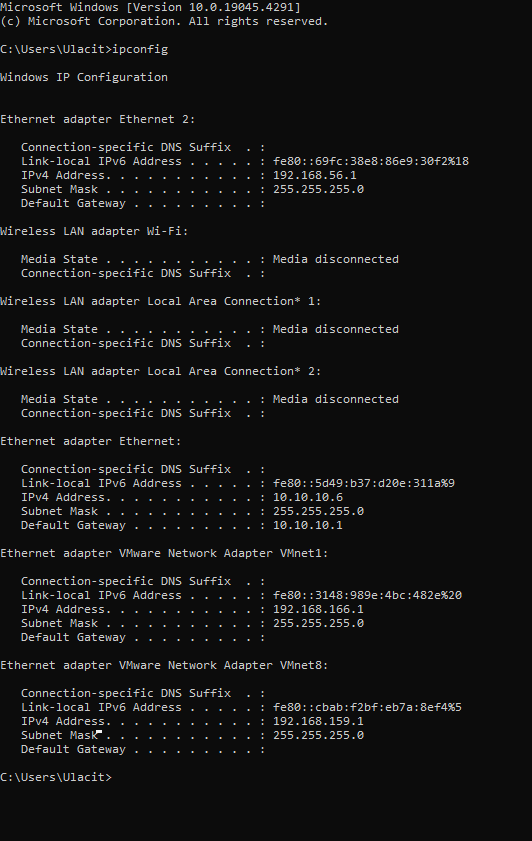 Microsoft Windows [Version 10.0.19045.4291]
(c) Microsoft Corporation. All rights reserved.
C:\Users\Ulacit>ipconfig
Windows IP Configuration
Ethernet adapter Ethernet 2:
Connection-specific DNS Suffix  . :
Link-local IPv6 Address . . . . . : fe80::69fc:38e8:86e9:30f2%18
IPv4 Address. . . . . . . . . . . : 192.168.56.1
Subnet Mask . . . . . . . . . . . : 255.255.255.0
Default Gateway . . . . . . . . . :
Wireless LAN adapter Wi-Fi:
Media State . . . . . . . . . . . : Media disconnected
Connection-specific DNS Suffix  . :
Wireless LAN adapter Local Area Connection* 1:
Media State . . . . . . . . . . . : Media disconnected
Connection-specific DNS Suffix  . :
Wireless LAN adapter Local Area Connection* 2:
Media State . . . . . . . . . . . : Media disconnected
Connection-specific DNS Suffix  . :
Ethernet adapter Ethernet:
Connection-specific DNS Suffix  . :
Link-local IPv6 Address . . . . . : fe80::5d49:b37:d20e:311a%9
IPv4 Address. . . . . . . . . . . : 10.10.10.6
Subnet Mask . . . . . . . . . . . : 255.255.255.0
Default Gateway . . . . . . . . . : 10.10.10.1
Ethernet adapter VMware Network Adapter VMnet1:
Connection-specific DNS Suffix  . :
Link-local IPv6 Address . . . . . : fe80::3148:989e:4bc:482e%20
IPv4 Address. . . . . . . . . . . : 192.168.166.1
Subnet Mask . . . . . . . . . . . : 255.255.255.0
Default Gateway . . . . . . . . . :
Ethernet adapter VMware Network Adapter VMnet8:
Connection-specific DNS Suffix  . :
Link-local IPv6 Address . . . . . : fe80::cbab:f2bf:eb7a:8ef4%5
IPv4 Address. . . . . . . . . . . : 192.168.159.1
Subnet Mask . . . . . . . . . . . : 255.255.255.0
Default Gateway . . . . . . . . . :
C:\Users\Ulacit>